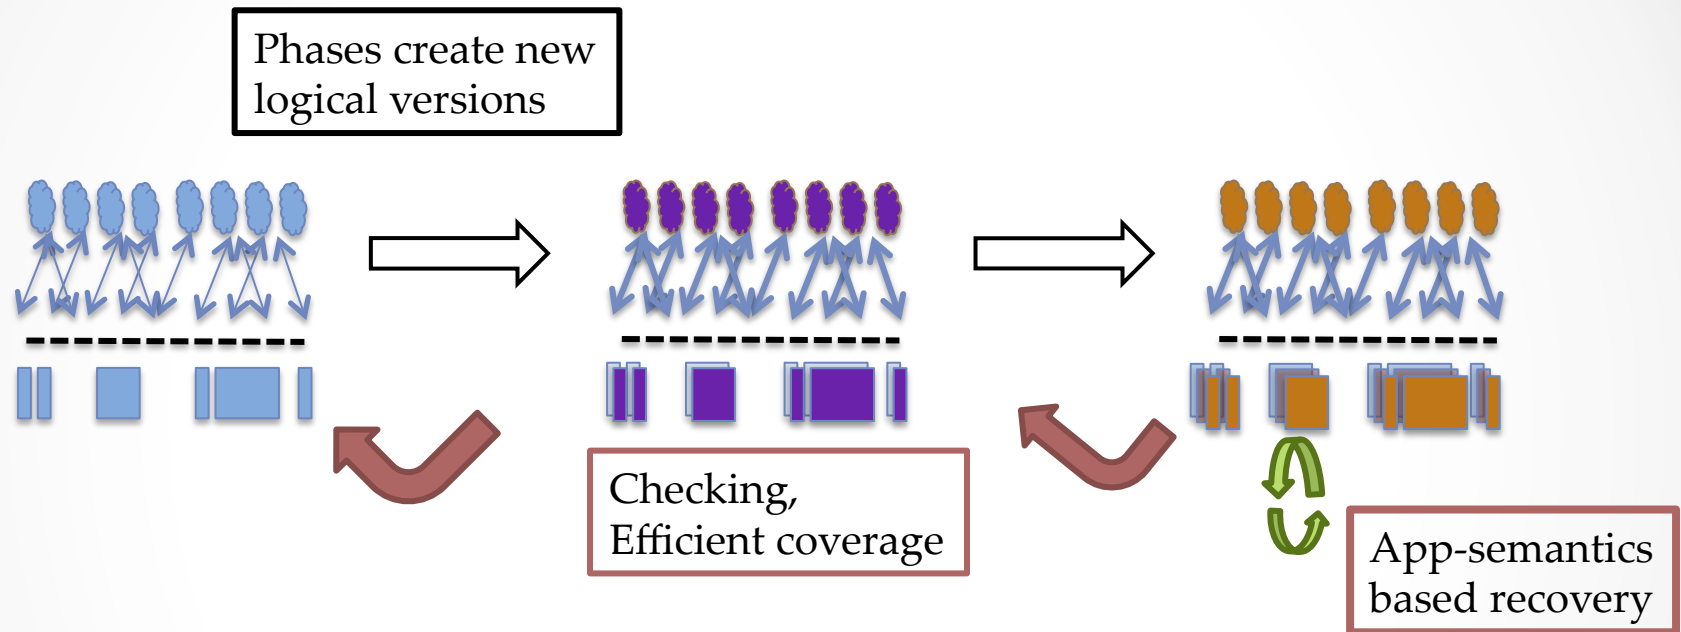 Phases create new
logical versions
Checking,
Efficient coverage
App-semantics
based recovery